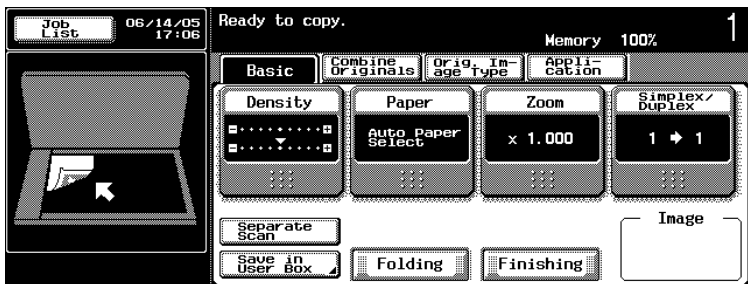 Job List
06/14/05
17:06
Ready to copy.
Memory 100%
1
Basic
Combine Originals
Orig. Im-
age Type
Appli-
cation
Density
Paper
Zoom
Simplex/
Duplex
Auto Paper
Select
× 1.000
1 ➔ 1
Separate
Scan
Save in
User Box
Folding
Finishing
Image